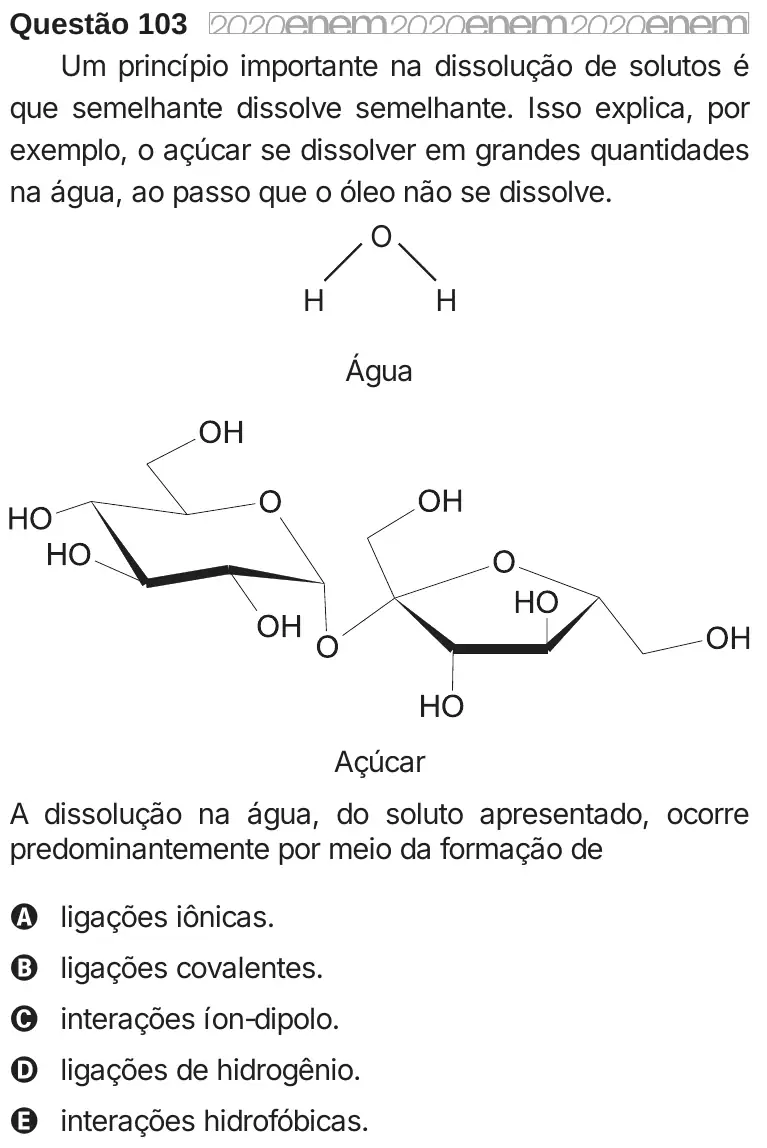 Questão 103 2020enem2020enem2020enem
Um princípio importante na dissolução de solutos é
que semelhante dissolve semelhante. Isso explica, por
exemplo, o açúcar se dissolver em grandes quantidades
na água, ao passo que o óleo não se dissolve.
O
H H
Água
OH
O
HO
OH
HO
O
HO
OH
O
OH
HO
Açúcar
A dissolução na água, do soluto apresentado, ocorre
predominantemente por meio da formação de
A ligações iônicas.
B ligações covalentes.
C interações íon-dipolo.
D ligações de hidrogênio.
E interações hidrofóbicas.